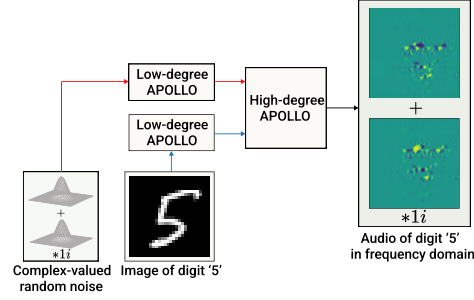 Low-degree
APOLLO
Low-degree
APOLLO
High-degree
APOLLO
+
*1i
+
*1i
Complex-valued
random noise
Image of digit ‘5’
Audio of digit ‘5’
in frequency domain
5